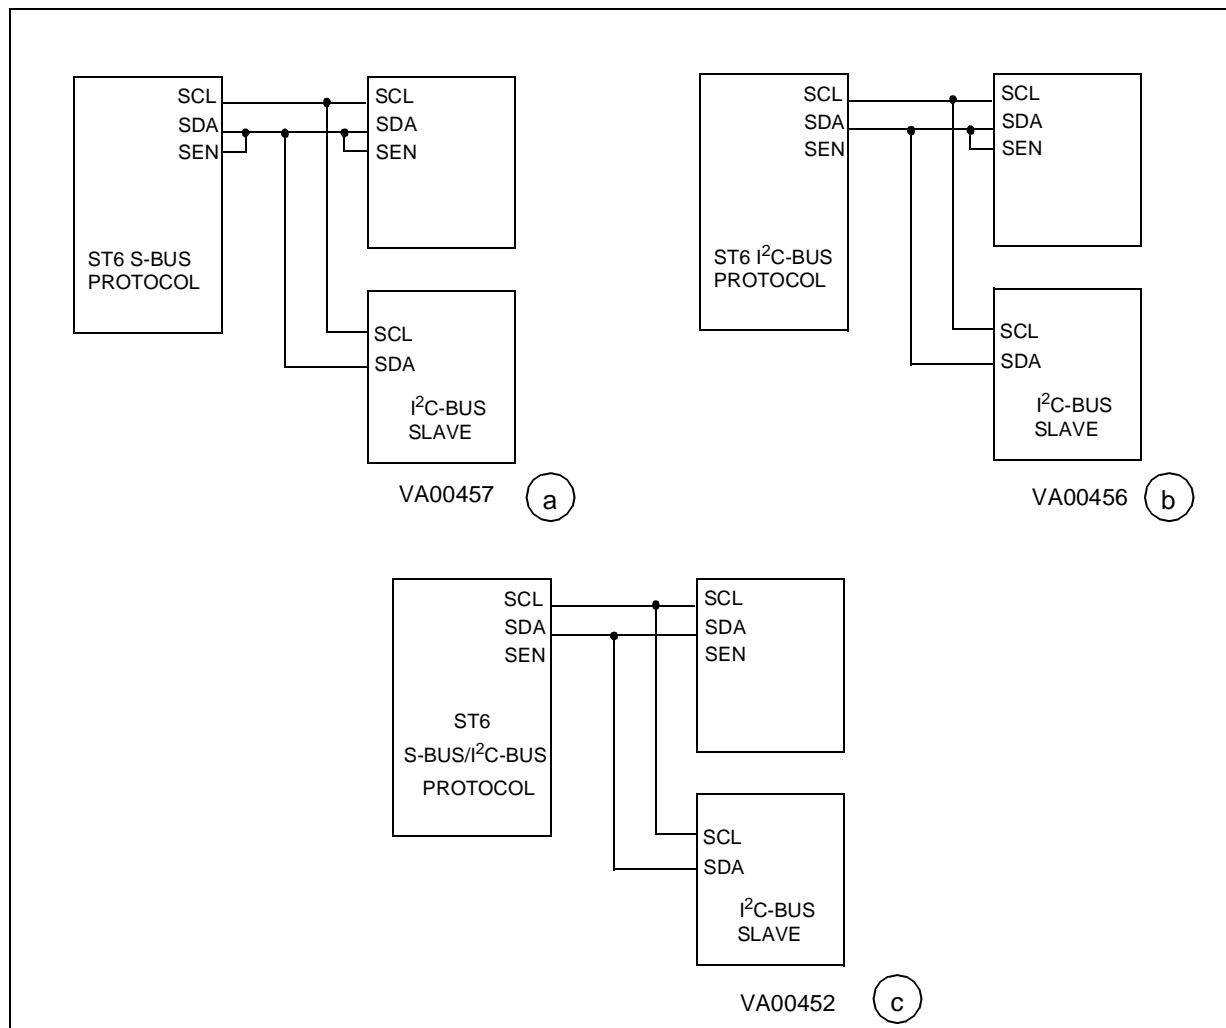 SCL
SDA
SEN
ST6 S-BUS
PROTOCOL
SCL
SDA
SEN
SCL
SDA
I²C-BUS
SLAVE
VA00457
a
SCL
SDA
SEN
ST6 I²C-BUS
PROTOCOL
SCL
SDA
SEN
SCL
SDA
I²C-BUS
SLAVE
VA00456
b
SCL
SDA
SEN
ST6
S-BUS/I²C-BUS
PROTOCOL
SCL
SDA
SEN
SCL
SDA
I²C-BUS
SLAVE
VA00452
c